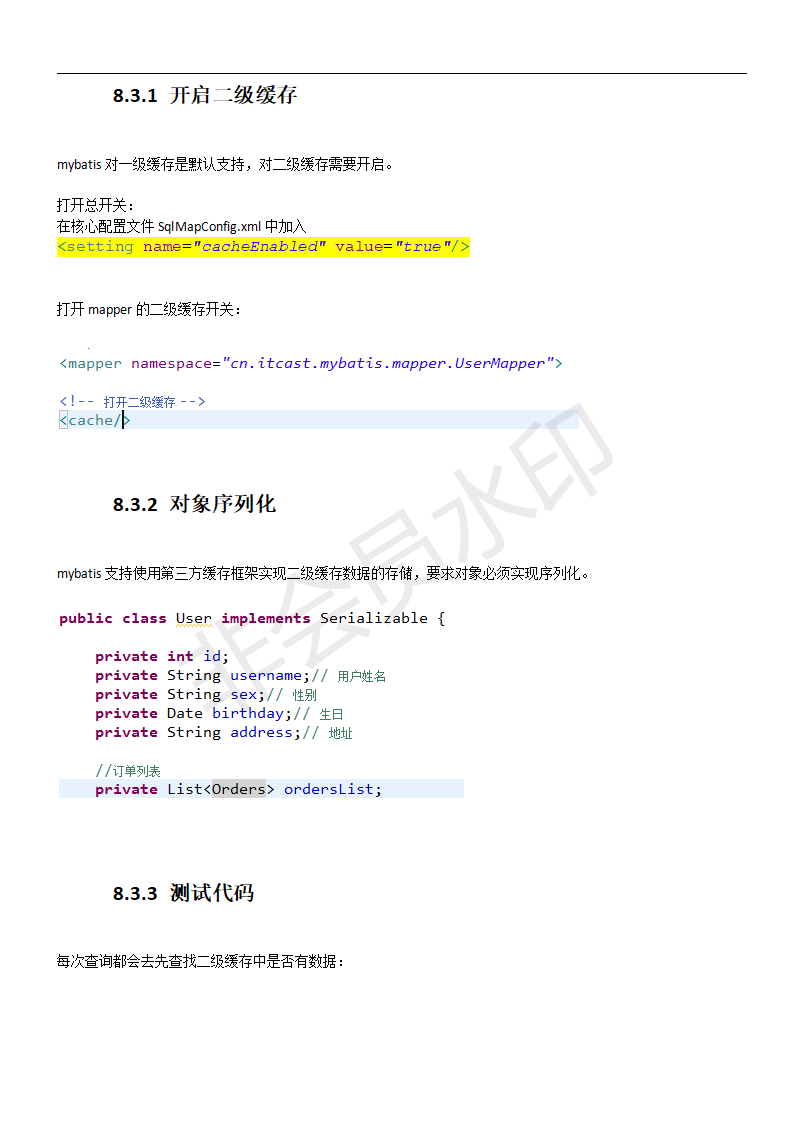 8.3.1 开启二级缓存
mybatis 对一级缓存是默认支持，对二级缓存需要开启。
打开总开关：
在核心配置文件 SqlMapConfig.xml 中加入
<setting name="cacheEnabled" value="true"/>
打开 mapper 的二级缓存开关：
<mapper namespace="cn.itcast.mybatis.mapper.UserMapper">
<!-- 打开二级缓存 -->
<cache/>
8.3.2 对象序列化
mybatis 支持使用第三方缓存框架实现二级缓存数据的存储，要求对象必须实现序列化。
public class User implements Serializable {
private int id;
private String username;// 用户姓名
private String sex;// 性别
private Date birthday;// 生日
private String address;// 地址
//订单列表
private List<Orders> ordersList;
8.3.3 测试代码
每次查询都会去先查找二级缓存中是否有数据：
非会员水印